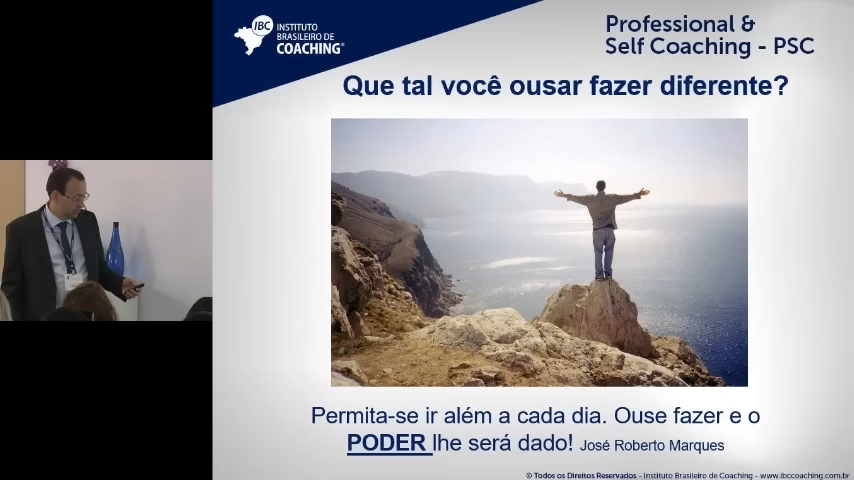 IBC
INSTITUTO
BRASILEIRO DE
COACHING®
Professional &
Self Coaching - PSC
Que tal você ousar fazer diferente?
Permita-se ir além a cada dia. Ouse fazer e o
PODER lhe será dado! José Roberto Marques
© Todos os Direitos Reservados - Instituto Brasileiro de Coaching - www.ibccoaching.com.br